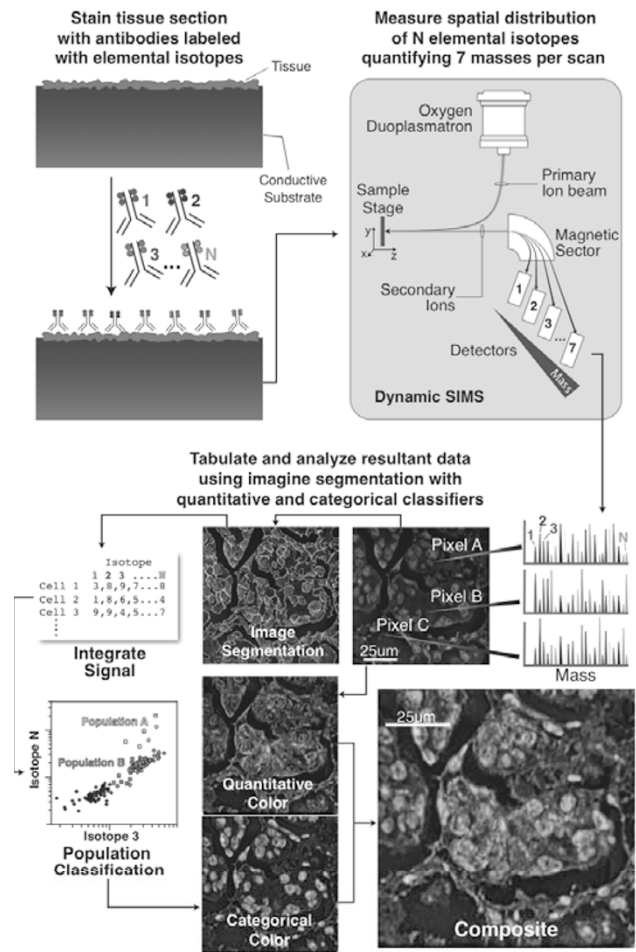 Stain tissue section
with antibodies labeled
with elemental isotopes
Measure spatial distribution
of N elemental isotopes
quantifying 7 masses per scan
Tissue
Conductive
Substrate
1
2
3
...
N
Oxygen
Duoplasmatron
Primary
Ion beam
Sample
Stage
y
x
z
Magnetic
Sector
Secondary
Ions
1
2
3
...
7
Detectors
Mass
Dynamic SIMS
Tabulate and analyze resultant data
using imagine segmentation with
quantitative and categorical classifiers
Isotope
1 2 3 ....N
Cell 1 3,8,9,7...8
Cell 2 1,8,6,5...4
Cell 3 9,9,4,5...7
Integrate
Signal
Image
Segmentation
Pixel A
Pixel B
Pixel C
25um
1
2
3
N
Mass
Population A
Population B
Isotope N
Isotope 3
Population
Classification
Quantitative
Color
Categorical
Color
25um
Composite